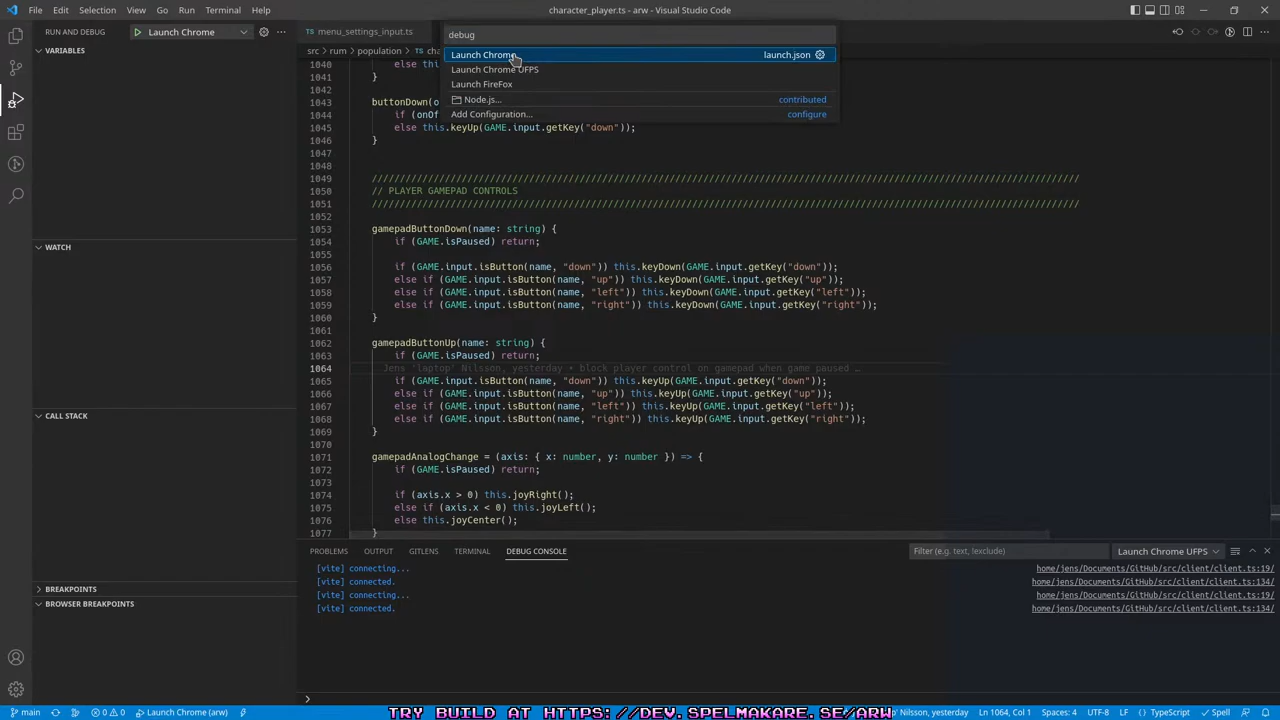 File Edit Selection View Go Run Terminal Help
character_player.ts - arw - Visual Studio Code
RUN AND DEBUG
Launch Chrome
menu_settings_input.ts
debug
VARIABLES
src > rum > population >
Launch Chrome
launch.json
Launch Chrome UFPS
Launch FireFox
Node.js...
contributed
Add Configuration...
configure
1040
1041 }
1043 buttonDown(o
1044 if (onOf
1045 else this.keyUp(GAME.input.getKey("down"));
1046 }
1047
1048
1049 ////////////////////////////////////////////////////////////////////////////////////////////////////////////////////////////
1050 // PLAYER GAMEPAD CONTROLS
1051 ////////////////////////////////////////////////////////////////////////////////////////////////////////////////////////////
1052
1053 gamepadButtonDown(name: string) {
1054 if (GAME.isPaused) return;
1055
1056 if (GAME.input.isButton(name, "down")) this.keyDown(GAME.input.getKey("down"));
1057 else if (GAME.input.isButton(name, "up")) this.keyDown(GAME.input.getKey("up"));
1058 else if (GAME.input.isButton(name, "left")) this.keyDown(GAME.input.getKey("left"));
1059 else if (GAME.input.isButton(name, "right")) this.keyDown(GAME.input.getKey("right"));
1060 }
1061
1062 gamepadButtonUp(name: string) {
1063 if (GAME.isPaused) return;
1064 Jens 'laptop' Nilsson, yesterday • block player control on gamepad when game paused …
1065 if (GAME.input.isButton(name, "down")) this.keyUp(GAME.input.getKey("down"));
1066 else if (GAME.input.isButton(name, "up")) this.keyUp(GAME.input.getKey("up"));
1067 else if (GAME.input.isButton(name, "left")) this.keyUp(GAME.input.getKey("left"));
1068 else if (GAME.input.isButton(name, "right")) this.keyUp(GAME.input.getKey("right"));
1069 }
1070
1071 gamepadAnalogChange = (axis: { x: number, y: number }) => {
1072 if (GAME.isPaused) return;
1073
1074 if (axis.x > 0) this.joyRight();
1075 else if (axis.x < 0) this.joyLeft();
1076 else this.joyCenter();
1077 }
WATCH
CALL STACK
BREAKPOINTS
BROWSER BREAKPOINTS
PROBLEMS OUTPUT GITLENS TERMINAL DEBUG CONSOLE
Filter (e.g. text, !exclude)
Launch Chrome UFPS
[vite] connecting... home/jens/Documents/GitHub/src/client/client.ts:19/
[vite] connected. home/jens/Documents/GitHub/src/client/client.ts:134/
[vite] connecting... home/jens/Documents/GitHub/src/client/client.ts:19/
[vite] connected. home/jens/Documents/GitHub/src/client/client.ts:134/
main 0 0 Launch Chrome (arw)
TRY BUILD AT HTTPS://DEV.SPELMAKARE.SE/ARW
Nilsson, yesterday Ln 1064, Col 1 Spaces: 4 UTF-8 LF TypeScript Spell